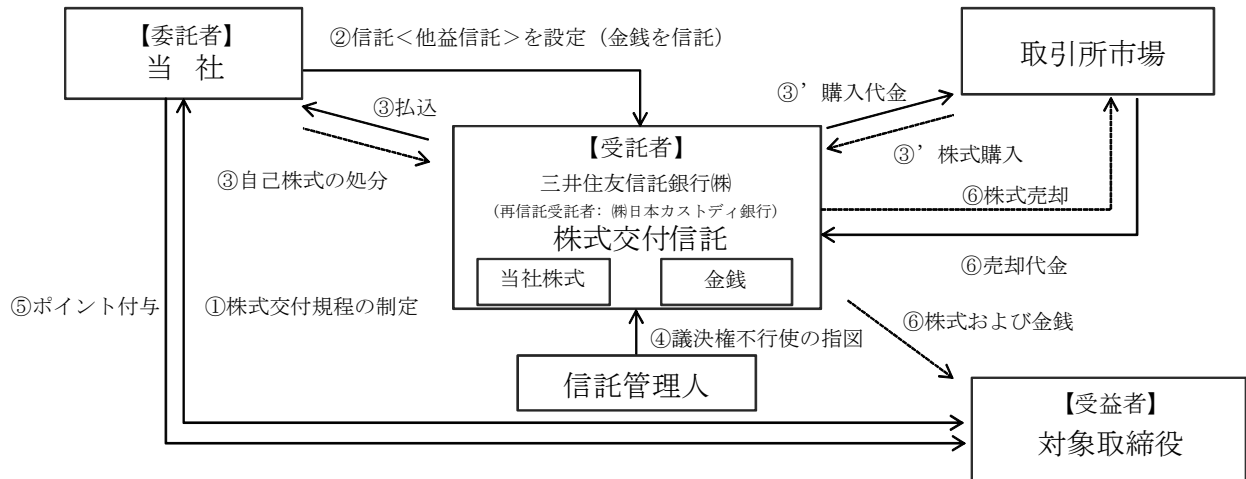 【委託者】
当 社
②信託＜他益信託＞を設定（金銭を信託）
取引所市場
③払込
③’購入代金
③自己株式の処分
【受託者】
三井住友信託銀行㈱
(再信託受託者: ㈱日本カストディ銀行)
株式交付信託
当社株式
金銭
③’株式購入
⑥株式売却
⑥売却代金
⑤ポイント付与
①株式交付規程の制定
④議決権不行使の指図
⑥株式および金銭
信託管理人
【受益者】
対象取締役